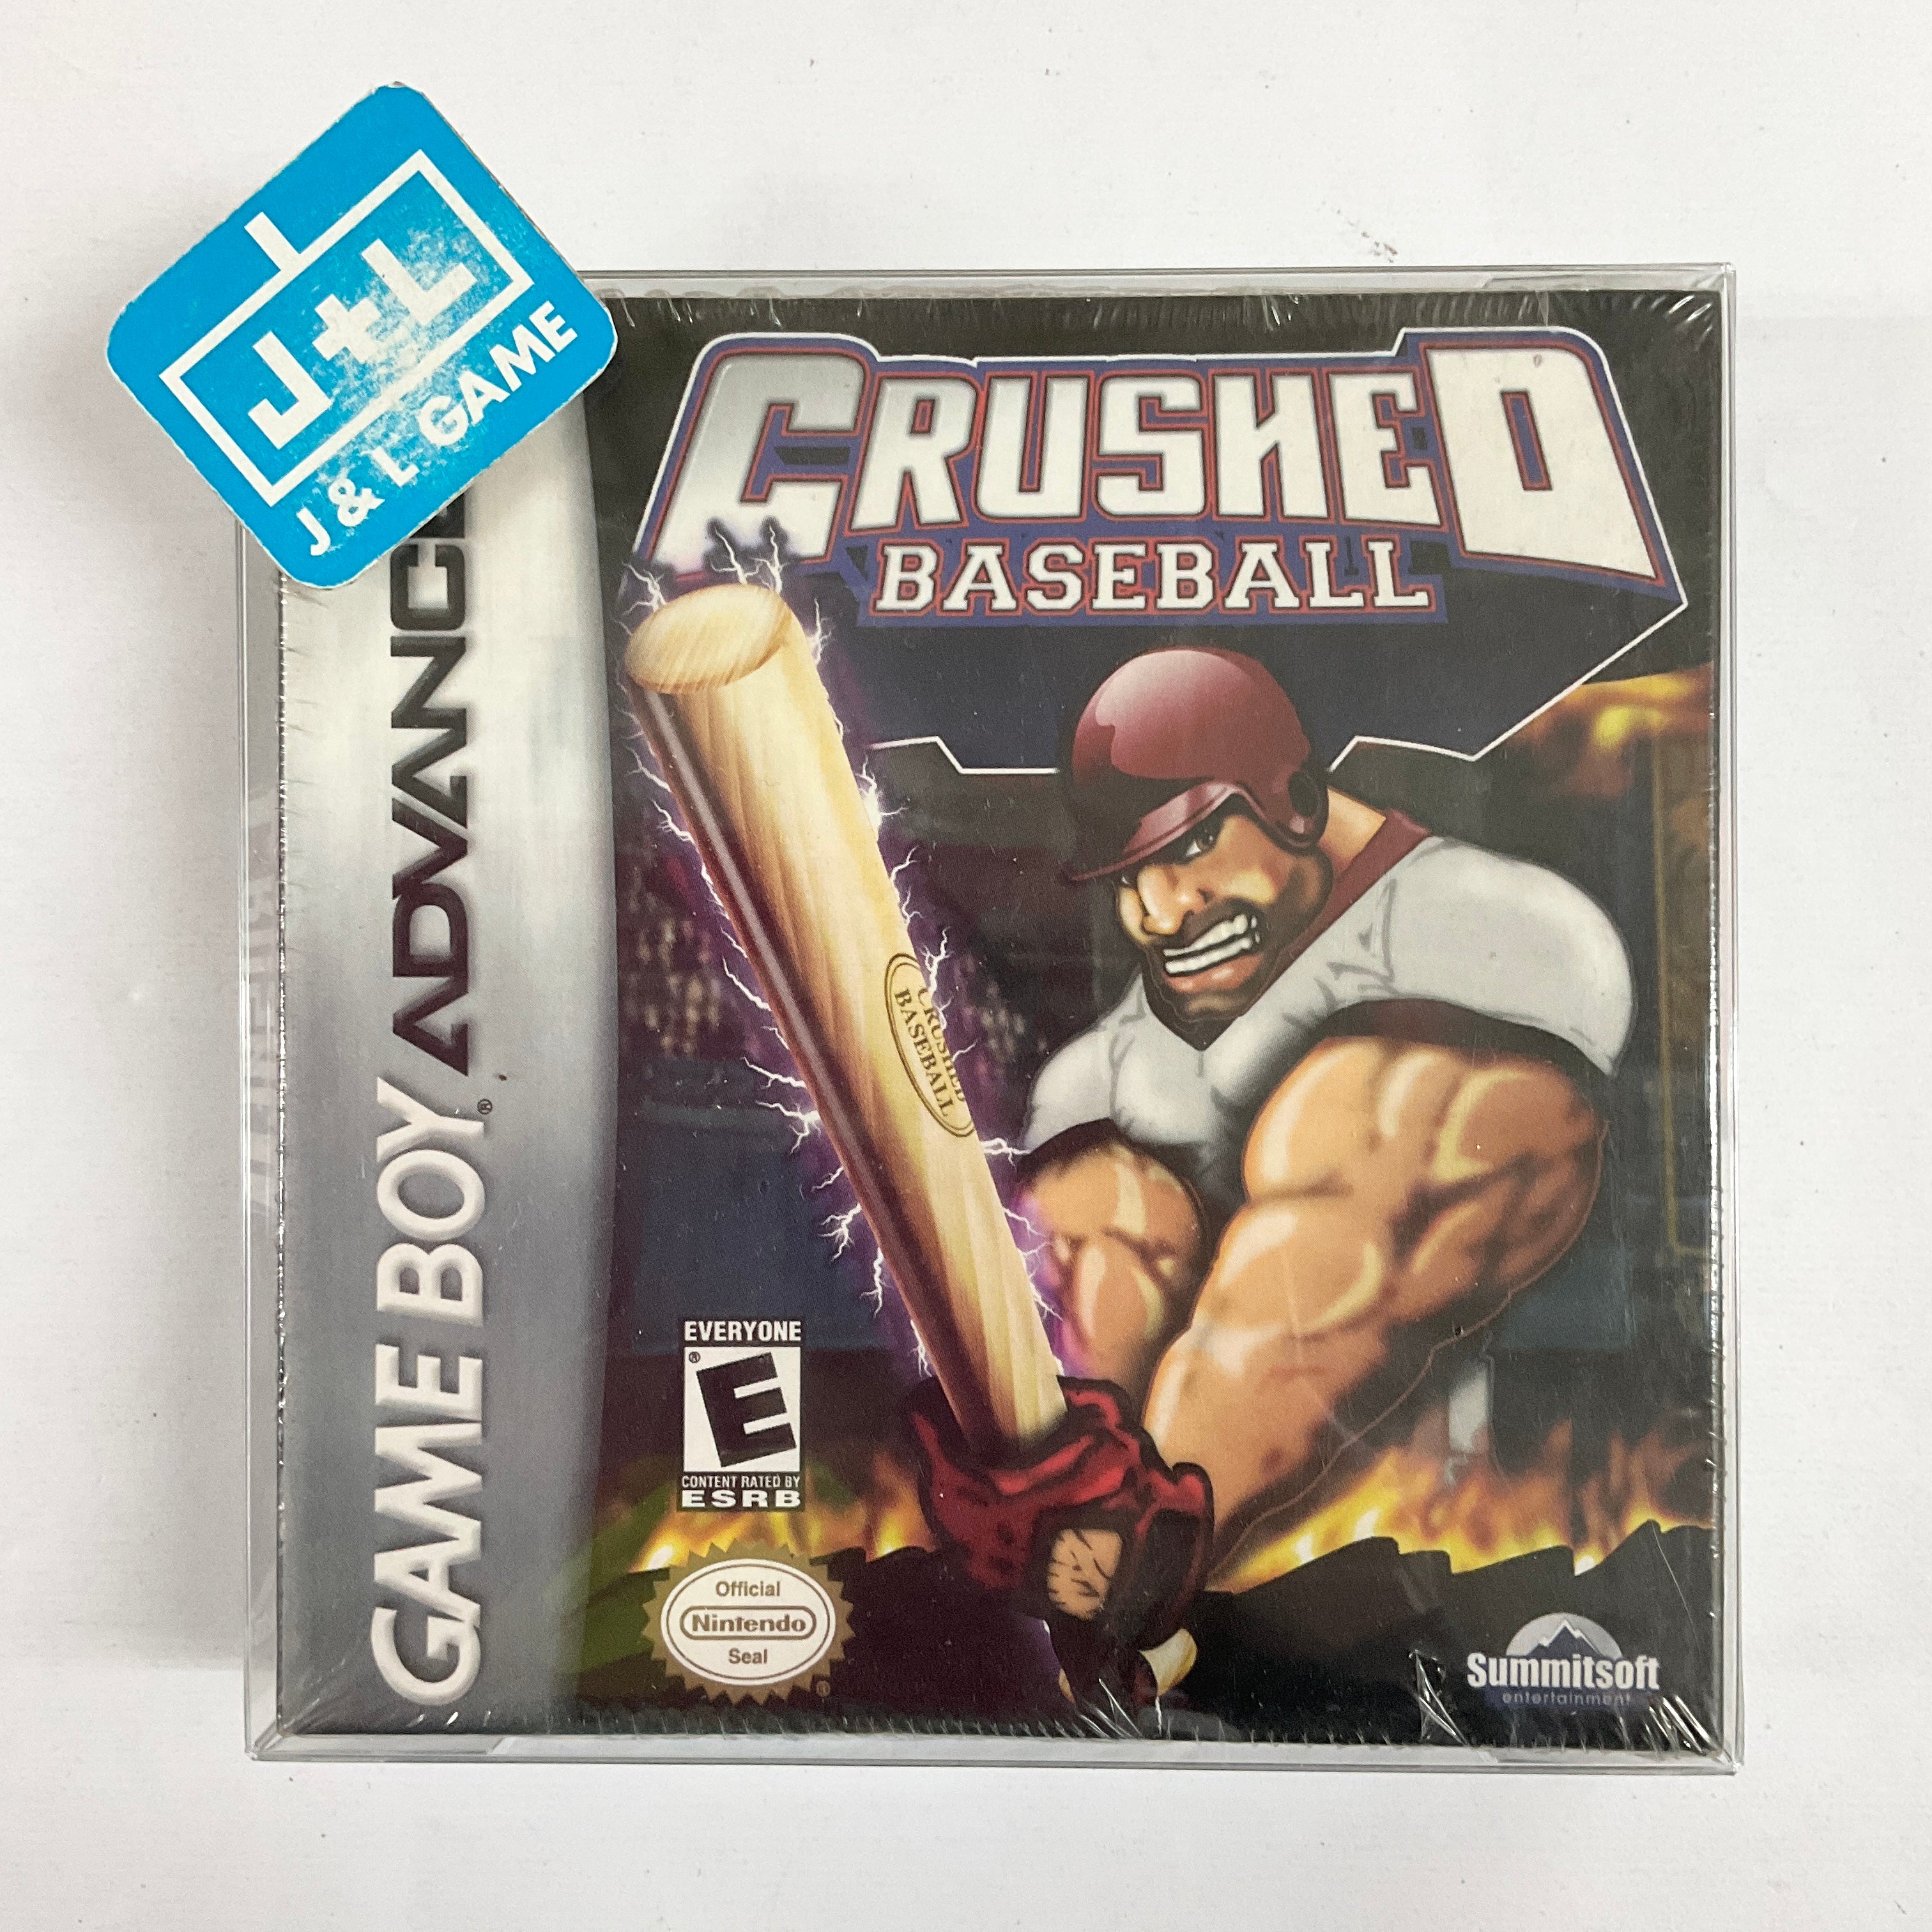 J+L
J & L GAME
GAME BOY ADVANCE
®
CRUSHED
BASEBALL
CRUSHED
BASEBALL
EVERYONE
E
®
CONTENT RATED BY
ESRB
Official
Nintendo
Seal
®
Summitsoft
entertainment